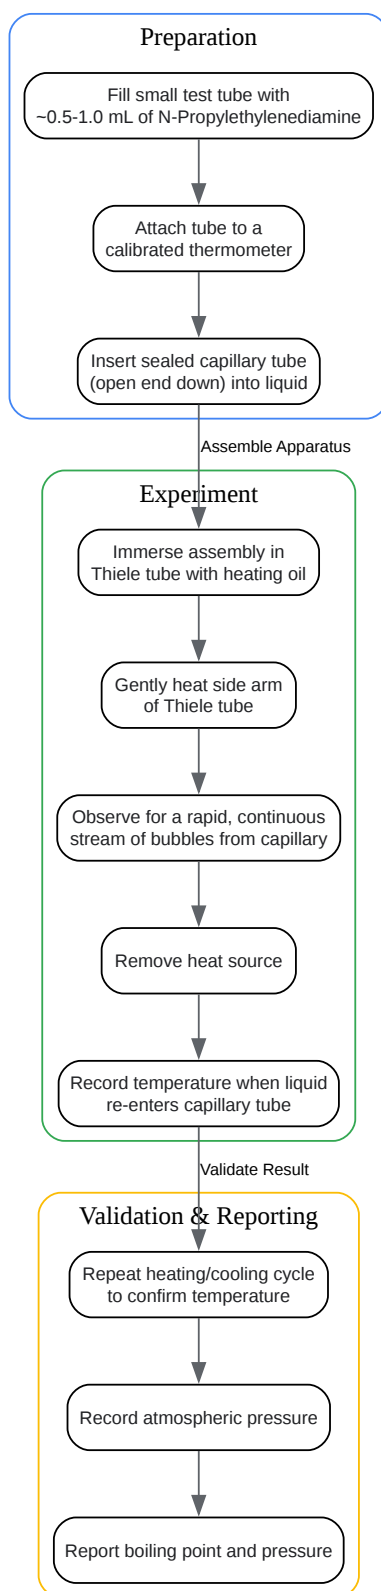 Preparation
Fill small test tube with
~0.5-1.0 mL of N-Propylethylenediamine
Attach tube to a
calibrated thermometer
Insert sealed capillary tube
(open end down) into liquid
Assemble Apparatus
Experiment
Immerse assembly in
Thiele tube with heating oil
Gently heat side arm
of Thiele tube
Observe for a rapid, continuous
stream of bubbles from capillary
Remove heat source
Record temperature when liquid
re-enters capillary tube
Validate Result
Validation & Reporting
Repeat heating/cooling cycle
to confirm temperature
Record atmospheric pressure
Report boiling point and pressure